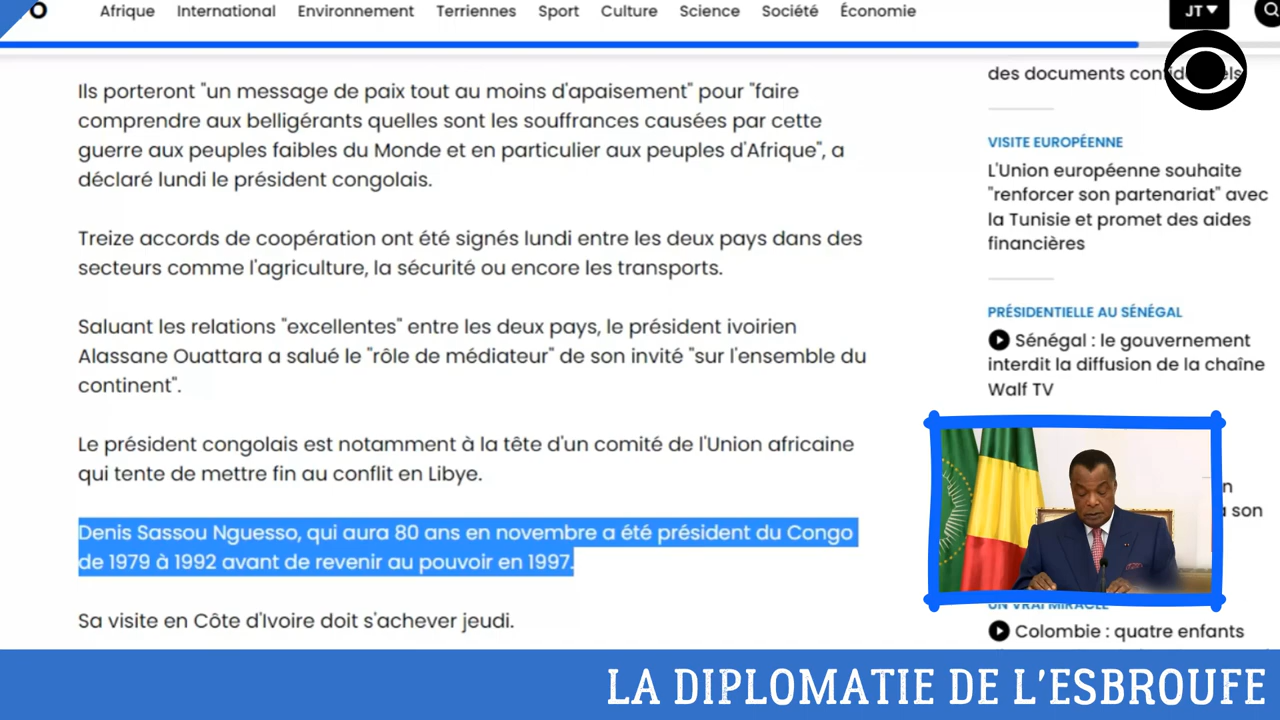 Afrique International Environnement Terriennes Sport Culture Science Société Économie JT
Ils porteront "un message de paix tout au moins d'apaisement" pour "faire
comprendre aux belligérants quelles sont les souffrances causées par cette
guerre aux peuples faibles du Monde et en particulier aux peuples d'Afrique", a
déclaré lundi le président congolais.
Treize accords de coopération ont été signés lundi entre les deux pays dans des
secteurs comme l'agriculture, la sécurité ou encore les transports.
Saluant les relations "excellentes" entre les deux pays, le président ivoirien
Alassane Ouattara a salué le "rôle de médiateur" de son invité "sur l'ensemble du
continent".
Le président congolais est notamment à la tête d'un comité de l'Union africaine
qui tente de mettre fin au conflit en Libye.
Denis Sassou Nguesso, qui aura 80 ans en novembre a été président du Congo
de 1979 à 1992 avant de revenir au pouvoir en 1997.
Sa visite en Côte d'Ivoire doit s'achever jeudi.
des documents confidentiels
VISITE EUROPÉENNE
L'Union européenne souhaite
"renforcer son partenariat" avec
la Tunisie et promet des aides
financières
PRÉSIDENTIELLE AU SÉNÉGAL
Sénégal : le gouvernement
interdit la diffusion de la chaîne
Walf TV
son
UN VRAI MIRACLE
Colombie : quatre enfants
LA DIPLOMATIE DE L'ESBROUFE